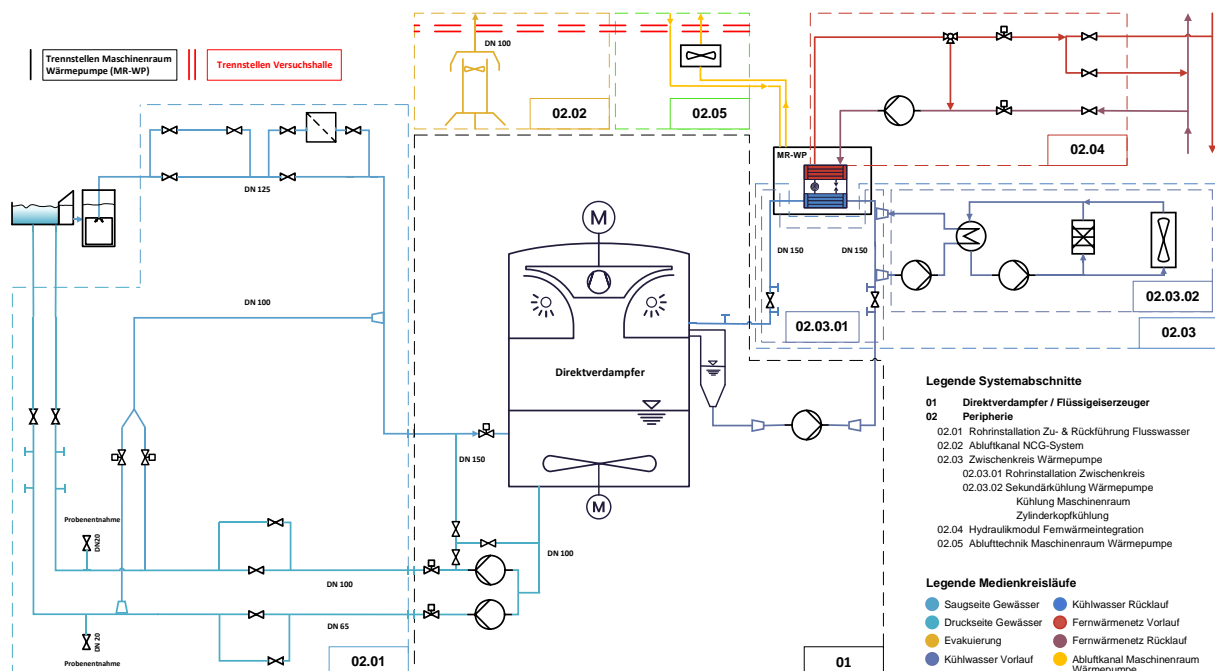 DN 100
Trennstellen Maschinenraum
Wärmepumpe (MR-WP)
Trennstellen Versuchshalle
02.02
02.05
02.04
MR-WP
DN 125
M
DN 150
DN 150
02.03.02
02.03.01
02.03
DN 100
Direktverdampfer
DN 150
M
DN 100
Probenentnahme
DN20
DN 100
DN 65
DN 20
Probenentnahme
02.01
01
Legende Systemabschnitte
01 Direktverdampfer / Flüssigeiserzeuger
02 Peripherie
02.01 Rohrinstallation Zu- & Rückführung Flusswasser
02.02 Abluftkanal NCG-System
02.03 Zwischenkreis Wärmepumpe
02.03.01 Rohrinstallation Zwischenkreis
02.03.02 Sekundärkühlung Wärmepumpe
Kühlung Maschinenraum
Zylinderkopfkühlung
02.04 Hydraulikmodul Fernwärmeintegration
02.05 Ablufttechnik Maschinenraum Wärmepumpe
Legende Medienkreisläufe
Saugseite Gewässer
Kühlwasser Rücklauf
Druckseite Gewässer
Fernwärmenetz Vorlauf
Evakuierung
Fernwärmenetz Rücklauf
Kühlwasser Vorlauf
Abluftkanal Maschinenraum
Wärmepumpe